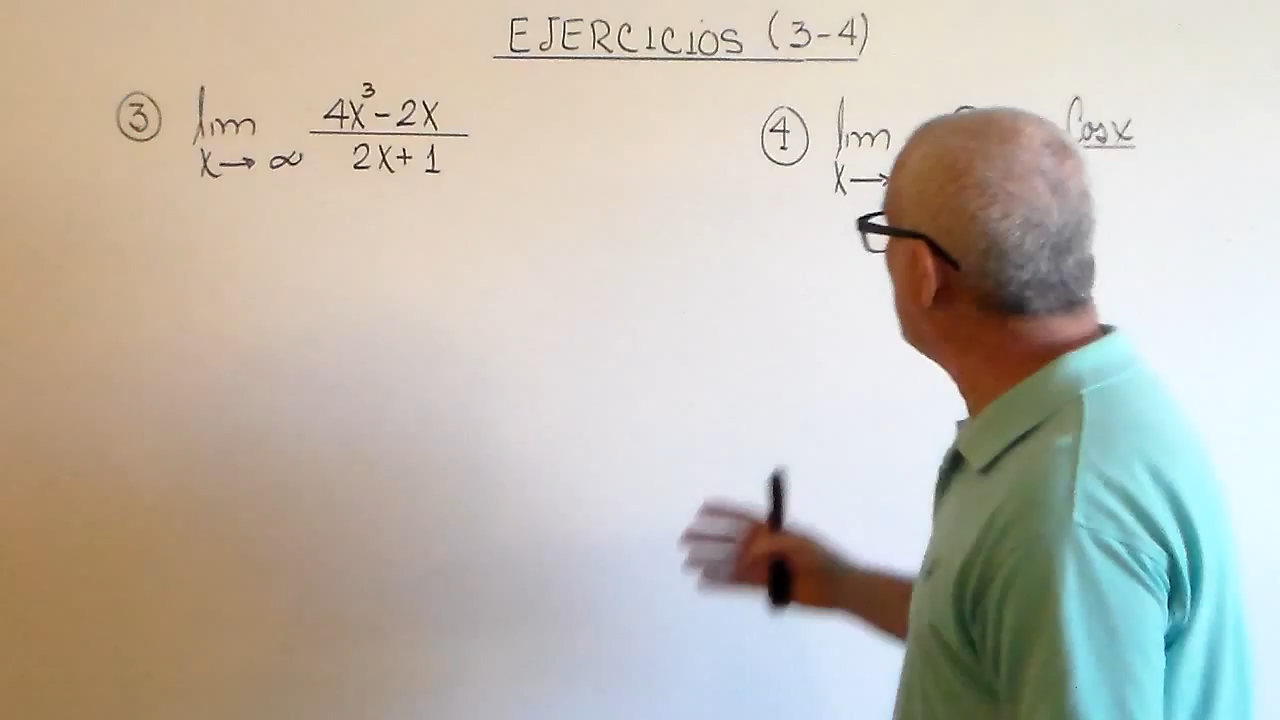 EJERCICIOS (3-4)
③ lim x→∞ 4x³-2x
2x+1
④ lim x→ Cosx